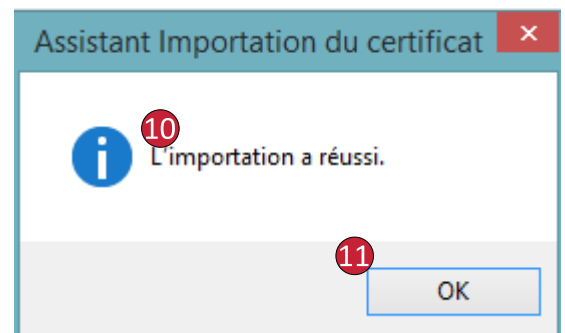 Assistant Importation du certificat ×
10
L'importation a réussi.
11
OK